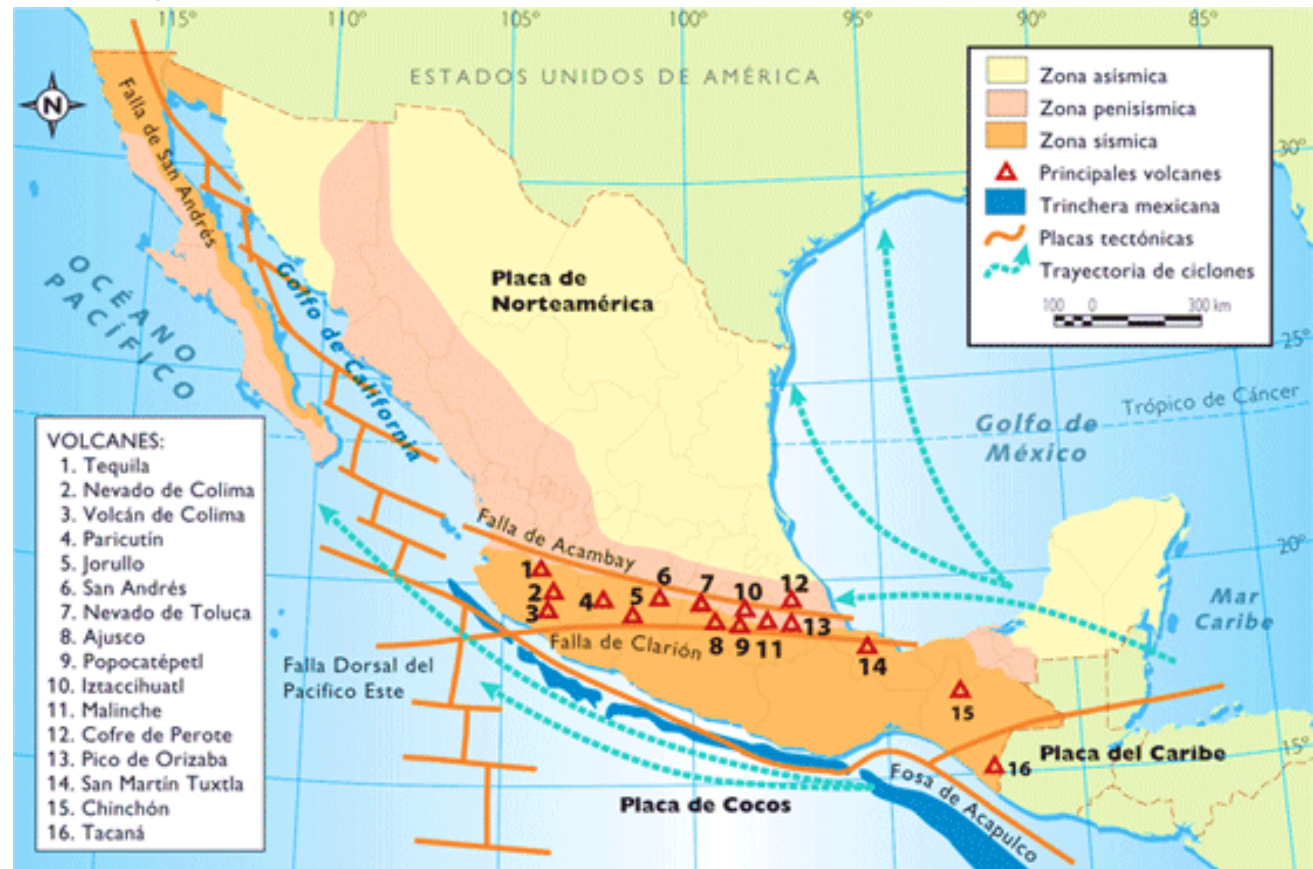 115°
110°
105°
100°
95°
90°
85°
ESTADOS UNIDOS DE AMÉRICA
Zona asísmica
Zona penisísmica
Zona sísmica
Principales volcanes
Trinchera mexicana
Placas tectónicas
Trayectoria de ciclones
100 0 300 km
N
30°
25°
20°
15°
Falla de San Andrés
OCÉANO
PACÍFICO
Golfo de California
Placa de
Norteamérica
Trópico de Cáncer
Golfo de
México
Mar
Caribe
VOLCANES:
1. Tequila
2. Nevado de Colima
3. Volcán de Colima
4. Paricutín
5. Jorullo
6. San Andrés
7. Nevado de Toluca
8. Ajusco
9. Popocatépetl
10. Iztaccihuatl
11. Malinche
12. Cofre de Perote
13. Pico de Orizaba
14. San Martín Tuxtla
15. Chinchón
16. Tacaná
Falla de Acambay
1
2
3
4
5
6
7
10
12
13
8
9
11
14
15
16
Falla de Clarión
Falla Dorsal del
Pacifico Este
Placa del Caribe
Placa de Cocos
Fosa de Acapulco
110°
105°
100°
95°
90°